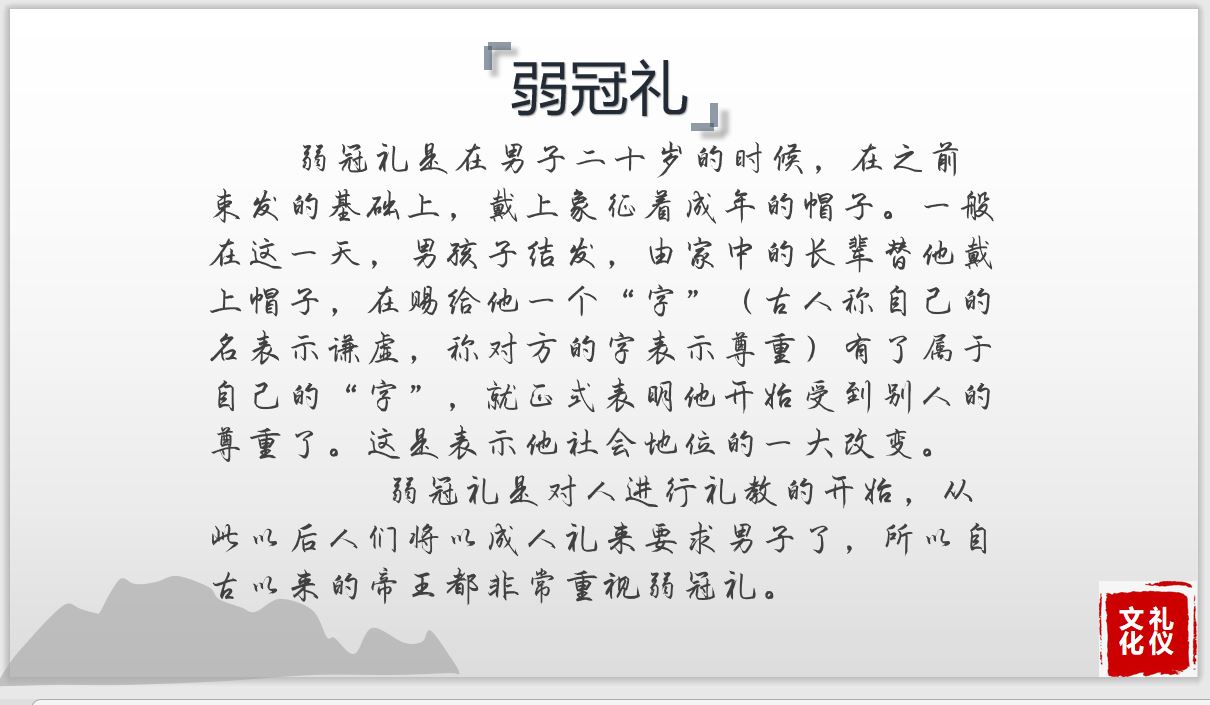 弱冠礼
弱冠礼是在男子二十岁的时候，在之前
束发的基础上，戴上象征着成年的帽子。一般
在这一天，男孩子结发，由家中的长辈替他戴
上帽子，在赐给他一个“字”（古人称自己的
名表示谦虚，称对方的字表示尊重）有了属于
自己的“字”，就正式表明他开始受到别人的
尊重了。这是表示他社会地位的一大改变。
弱冠礼是对人进行礼教的开始，从
此以后人们将以成人礼来要求男子了，所以自
古以来的帝王都非常重视弱冠礼。
礼仪
文化